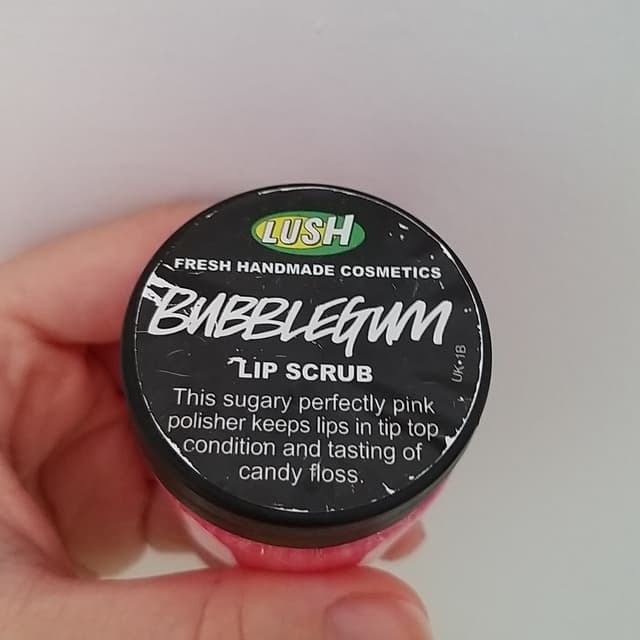 LUSH
FRESH HANDMADE COSMETICS
BUBBLEGUM
LIP SCRUB
This sugary perfectly pink
polisher keeps lips in tip top
condition and tasting of
candy floss.
UK•1B